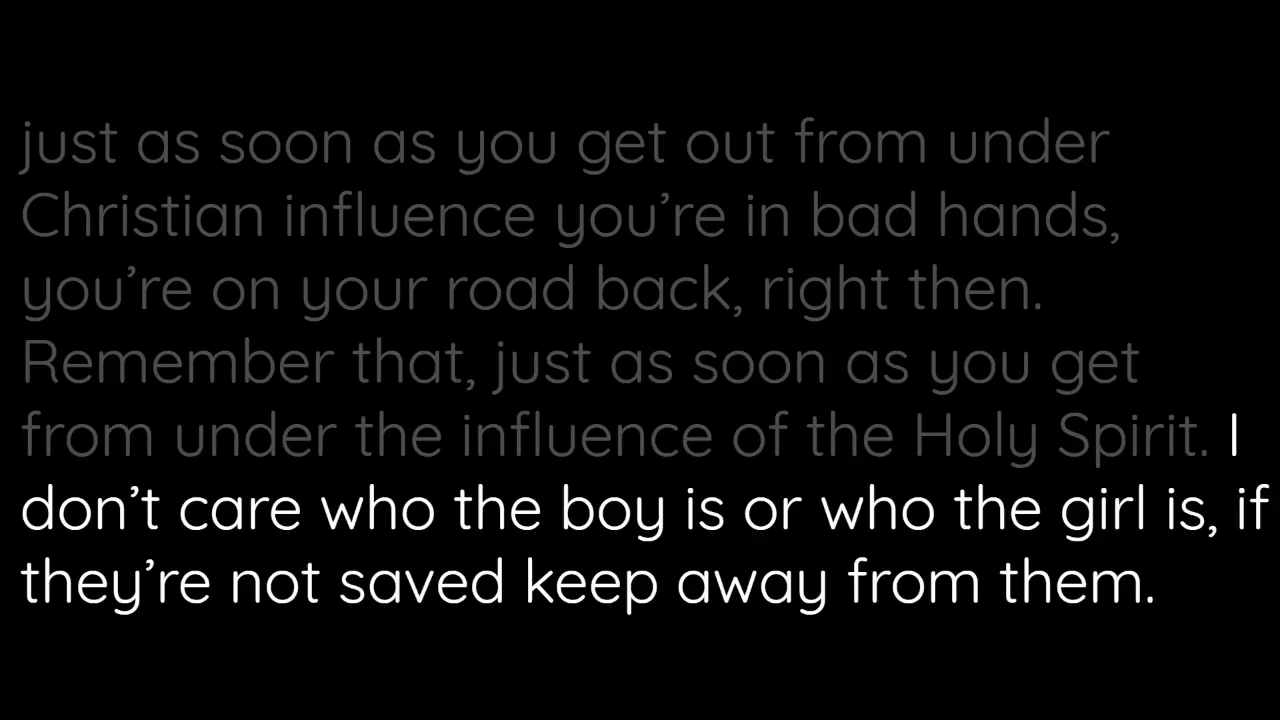 just as soon as you get out from under
Christian influence you’re in bad hands,
you’re on your road back, right then.
Remember that, just as soon as you get
from under the influence of the Holy Spirit. I
don’t care who the boy is or who the girl is, if
they’re not saved keep away from them.